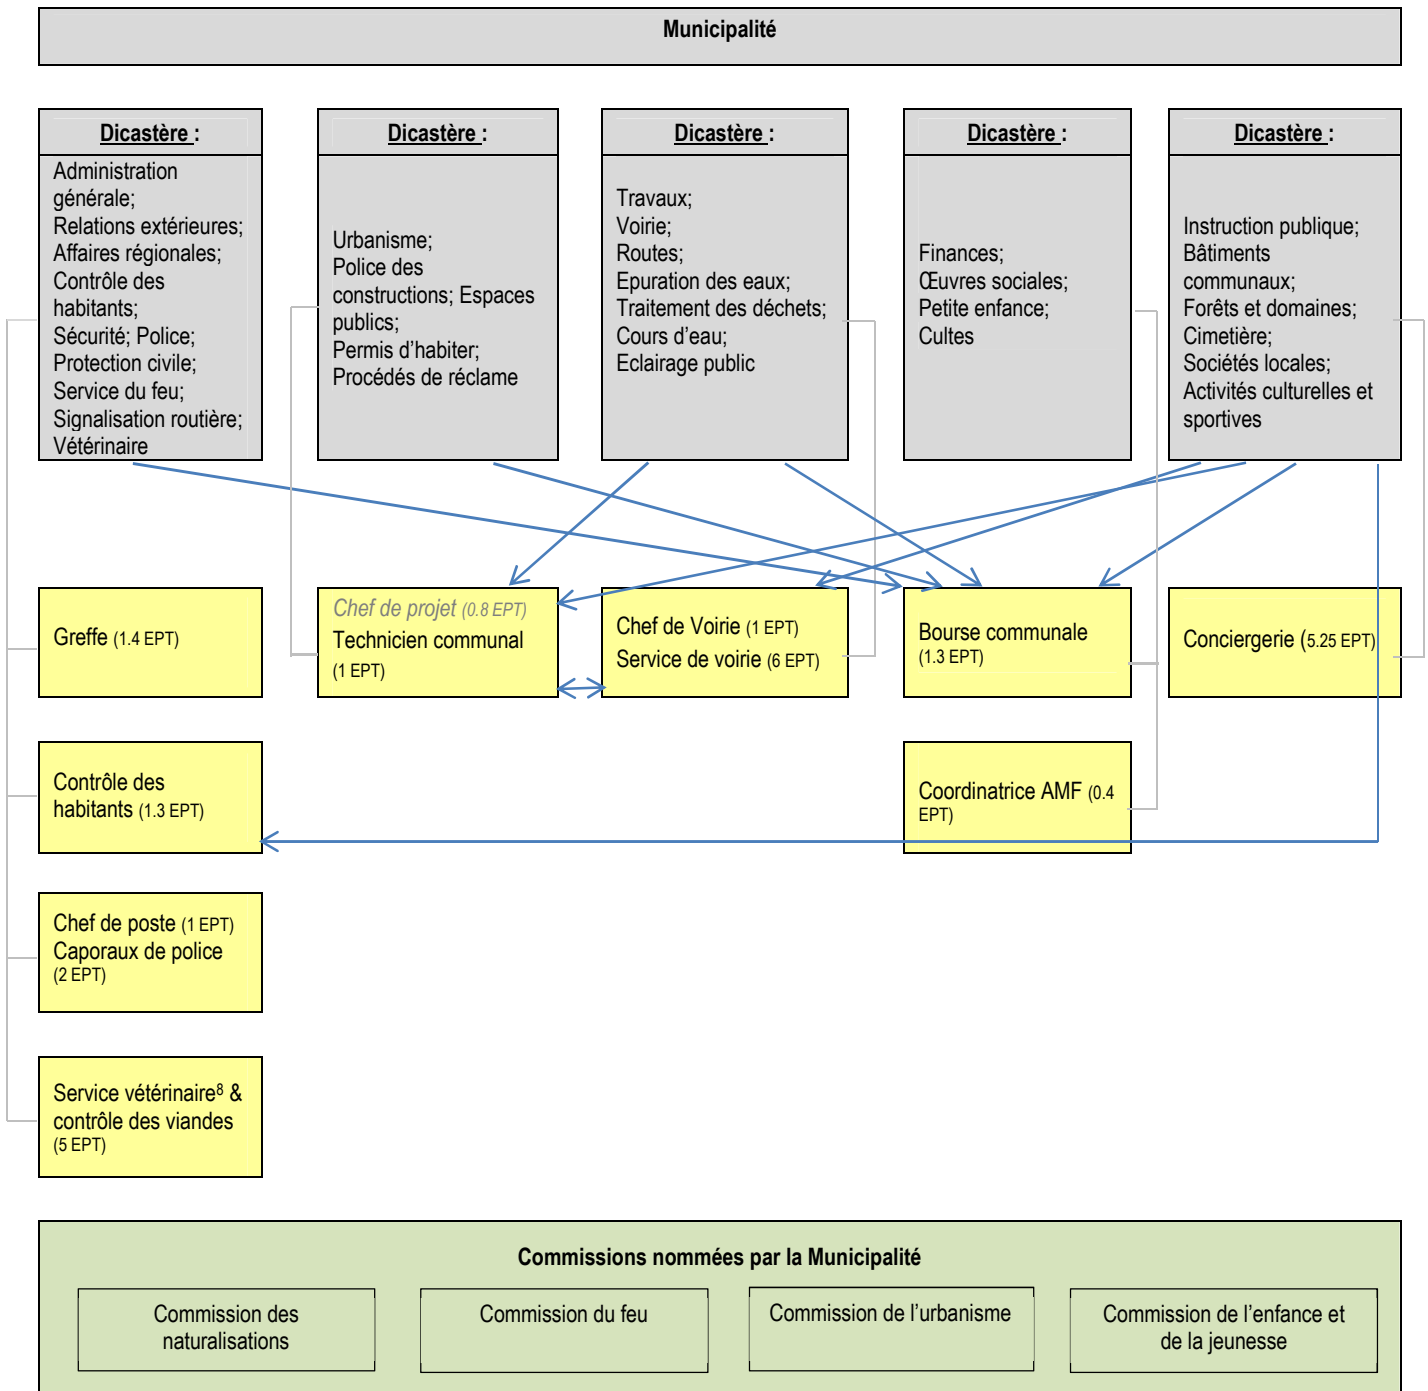 Municipalité
Dicastère :
Administration
générale;
Relations extérieures;
Affaires régionales;
Contrôle des
habitants;
Sécurité; Police;
Protection civile;
Service du feu;
Signalisation routière;
Vétérinaire
Dicastère :
Urbanisme;
Police des
constructions; Espaces
publics;
Permis d'habiter;
Procédés de réclame
Dicastère :
Travaux;
Voirie;
Routes;
Epuration des eaux;
Traitement des déchets;
Cours d'eau;
Eclairage public
Dicastère :
Finances;
Œuvres sociales;
Petite enfance;
Cultes
Dicastère :
Instruction publique;
Bâtiments
communaux;
Forêts et domaines;
Cimetière;
Sociétés locales;
Activités culturelles et
sportives
Greffe (1.4 EPT)
Chef de projet (0.8 EPT)
Technicien communal
(1 EPT)
Chef de Voirie (1 EPT)
Service de voirie (6 EPT)
Bourse communale
(1.3 EPT)
Conciergerie (5.25 EPT)
Contrôle des
habitants (1.3 EPT)
Coordinatrice AMF (0.4
EPT)
Chef de poste (1 EPT)
Caporaux de police
(2 EPT)
Service vétérinaire⁸ &
contrôle des viandes
(5 EPT)
Commissions nommées par la Municipalité
Commission des
naturalisations
Commission du feu
Commission de l'urbanisme
Commission de l'enfance et
de la jeunesse